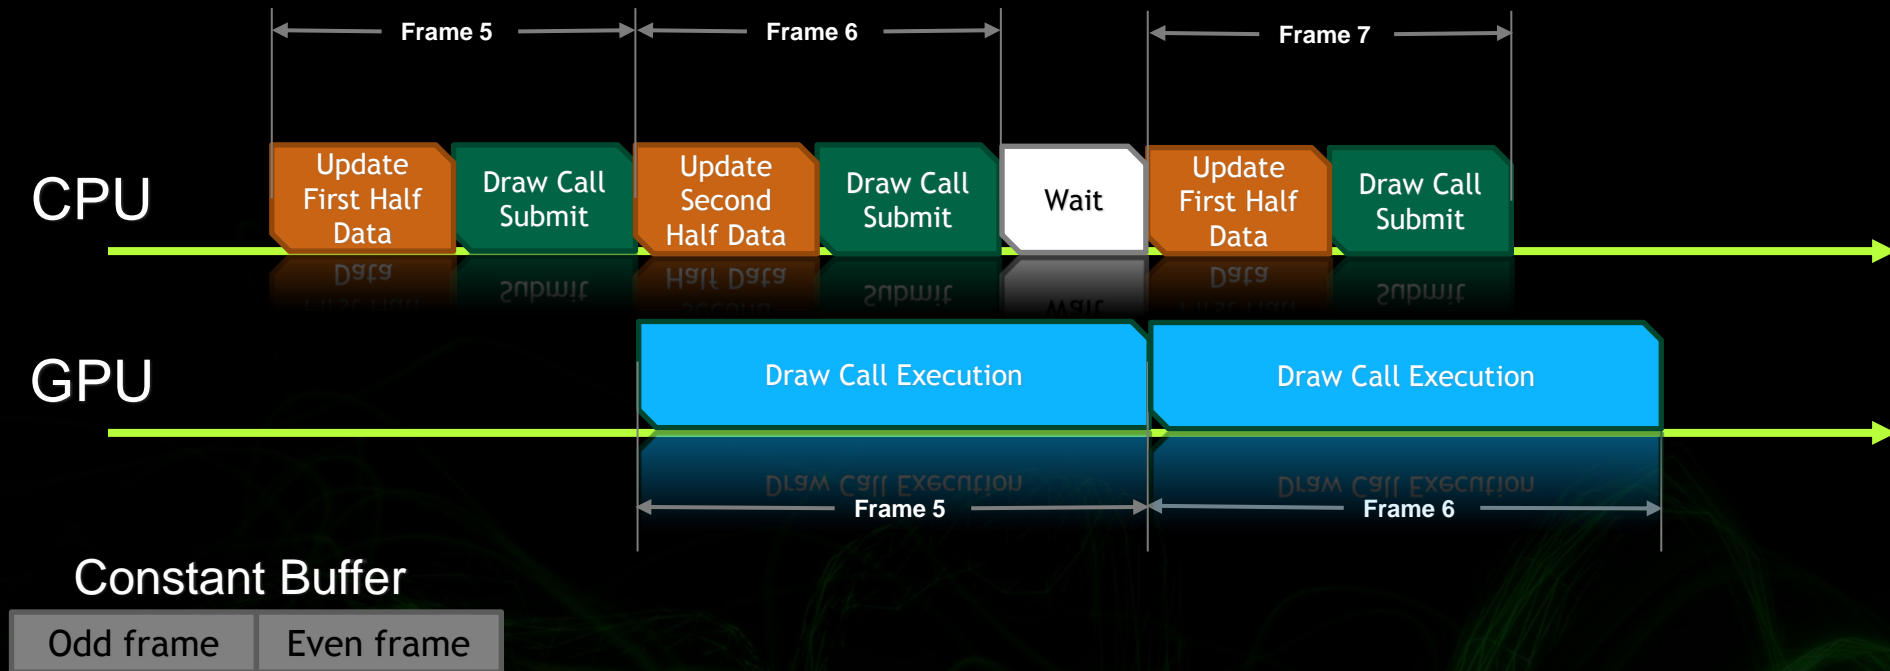 Frame 5
Frame 6
Frame 7
CPU
Update
First Half
Data
Draw Call
Submit
Update
Second
Half Data
Draw Call
Submit
Wait
Update
First Half
Data
Draw Call
Submit
GPU
Draw Call Execution
Draw Call Execution
Frame 5
Frame 6
Constant Buffer
Odd frame
Even frame